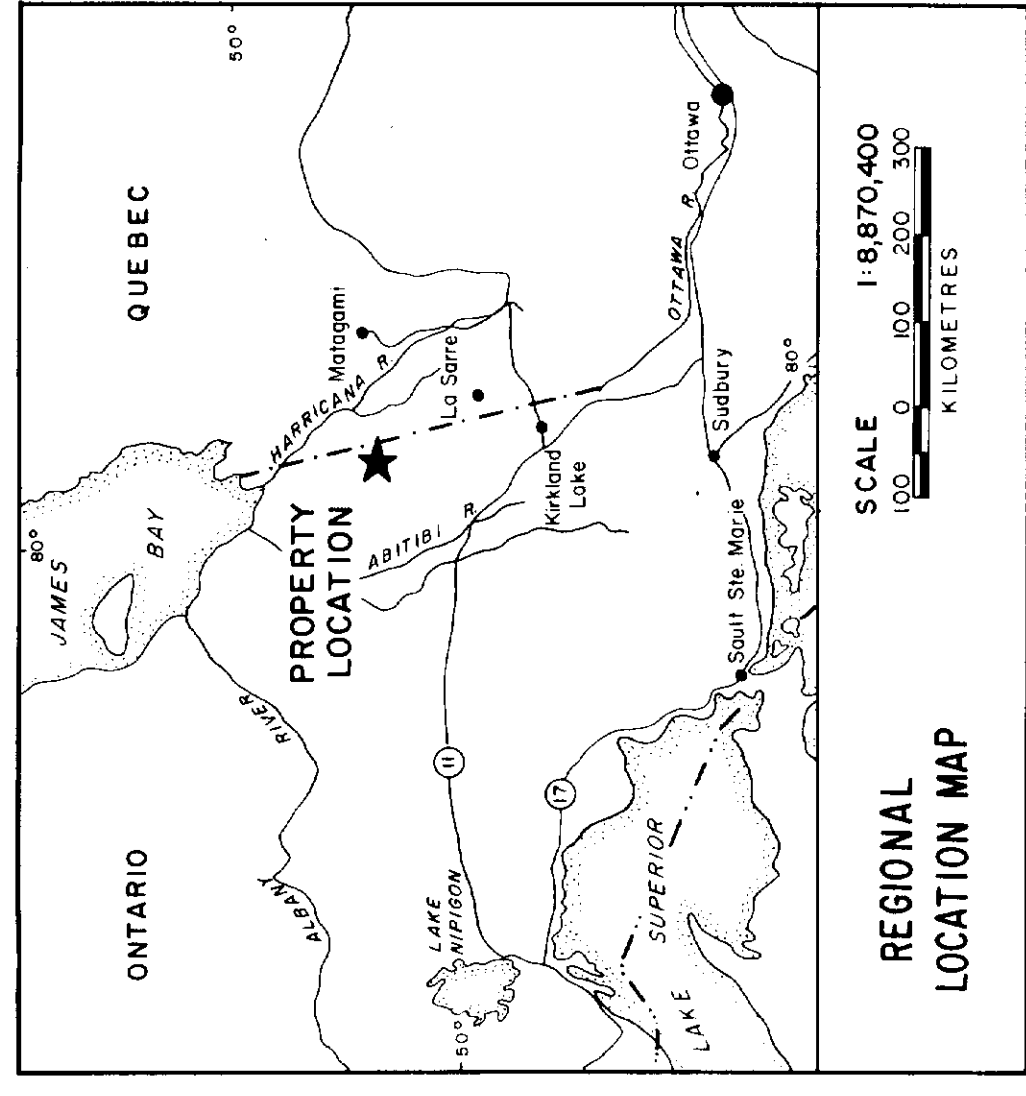 ONTARIO
QUEBEC
80°
JAMES
BAY
50°
ALBANY
RIVER
HARRICANA R.
Matagami
PROPERTY
LOCATION
ABITIBI R.
La Sarre
LAKE
NIPIGON
50°
11
Kirkland
Lake
17
OTTAWA R.
Ottawa
LAKE
SUPERIOR
Sault Ste. Marie
Sudbury
80°
REGIONAL
LOCATION MAP
SCALE 1:8,870,400
100 0 100 200 300
KILOMETRES